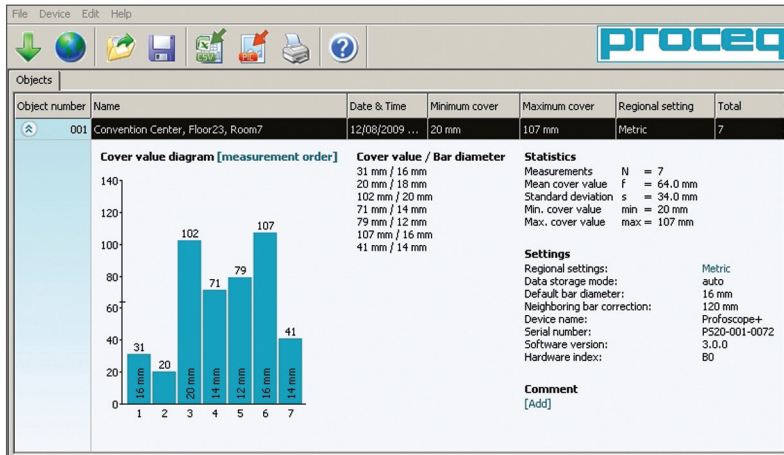 File Device Edit Help
CSV PIC proceq
Objects
Object number Name Date & Time Minimum cover Maximum cover Regional setting Total
001 Convention Center, Floor23, Room7 12/08/2009 ... 20 mm 107 mm Metric 7
Cover value diagram [measurement order]
140
120
100
80
60
40
20
0
31 20 102 71 79 107 41
16 mm 20 mm 14 mm 12 mm 16 mm 14 mm
1 2 3 4 5 6 7
Cover value / Bar diameter
31 mm / 16 mm
20 mm / 18 mm
102 mm / 20 mm
71 mm / 14 mm
79 mm / 12 mm
107 mm / 16 mm
41 mm / 14 mm
Statistics
Measurements N = 7
Mean cover value f = 64.0 mm
Standard deviation s = 34.0 mm
Min. cover value min = 20 mm
Max. cover value max = 107 mm
Settings
Regional settings: Metric
Data storage mode: auto
Default bar diameter: 16 mm
Neighboring bar correction: 120 mm
Device name: Profoscope+
Serial number: PS20-001-0072
Software version: 3.0.0
Hardware index: B0
Comment
[Add]